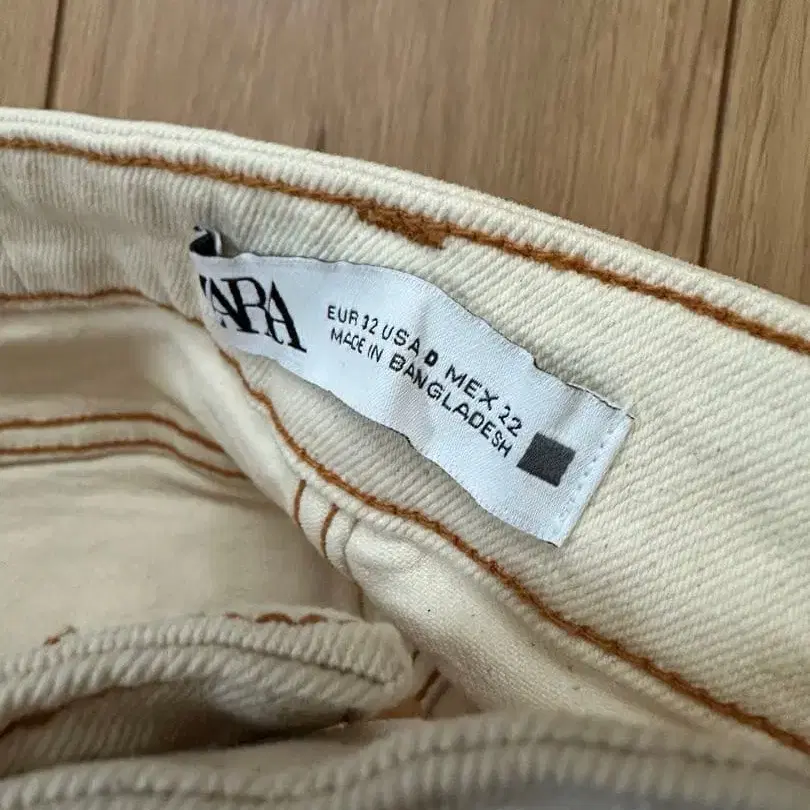 ZARA
EUR 32 USA 0 MEX 22
MADE IN BANGLADESH